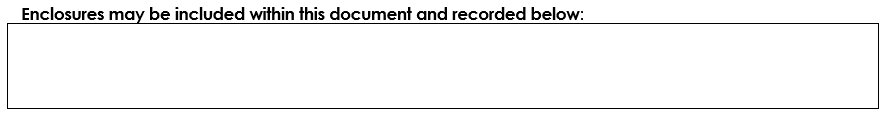 Enclosures may be included within this document and recorded below: